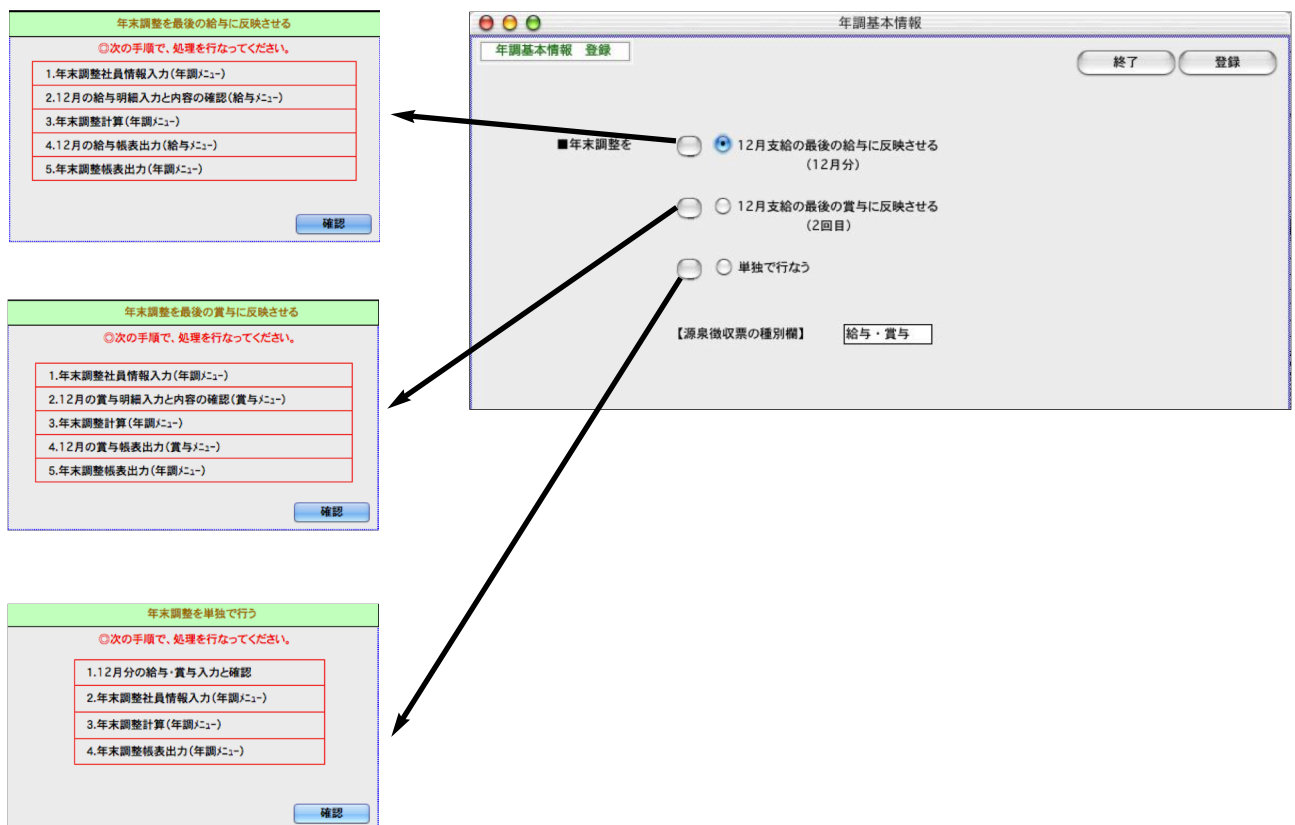 年末調整を最後の給与に反映させる
◎次の手順で、処理を行なってください。
1.年末調整社員情報入力(年調ﾒﾆｭｰ)
2.12月の給与明細入力と内容の確認(給与ﾒﾆｭｰ)
3.年末調整計算(年調ﾒﾆｭｰ)
4.12月の給与帳表出力(給与ﾒﾆｭｰ)
5.年末調整帳表出力(年調ﾒﾆｭｰ)
確認
年調基本情報
年調基本情報　登録
終了
登録
■年末調整を
12月支給の最後の給与に反映させる
(12月分)
12月支給の最後の賞与に反映させる
(2回目)
単独で行なう
【源泉徴収票の種別欄】
給与・賞与
年末調整を最後の賞与に反映させる
◎次の手順で、処理を行なってください。
1.年末調整社員情報入力(年調ﾒﾆｭｰ)
2.12月の賞与明細入力と内容の確認(賞与ﾒﾆｭｰ)
3.年末調整計算(年調ﾒﾆｭｰ)
4.12月の賞与帳表出力(賞与ﾒﾆｭｰ)
5.年末調整帳表出力(年調ﾒﾆｭｰ)
確認
年末調整を単独で行う
◎次の手順で、処理を行なってください。
1.12月分の給与･賞与入力と確認
2.年末調整社員情報入力(年調ﾒﾆｭｰ)
3.年末調整計算(年調ﾒﾆｭｰ)
4.年末調整帳表出力(年調ﾒﾆｭｰ)
確認